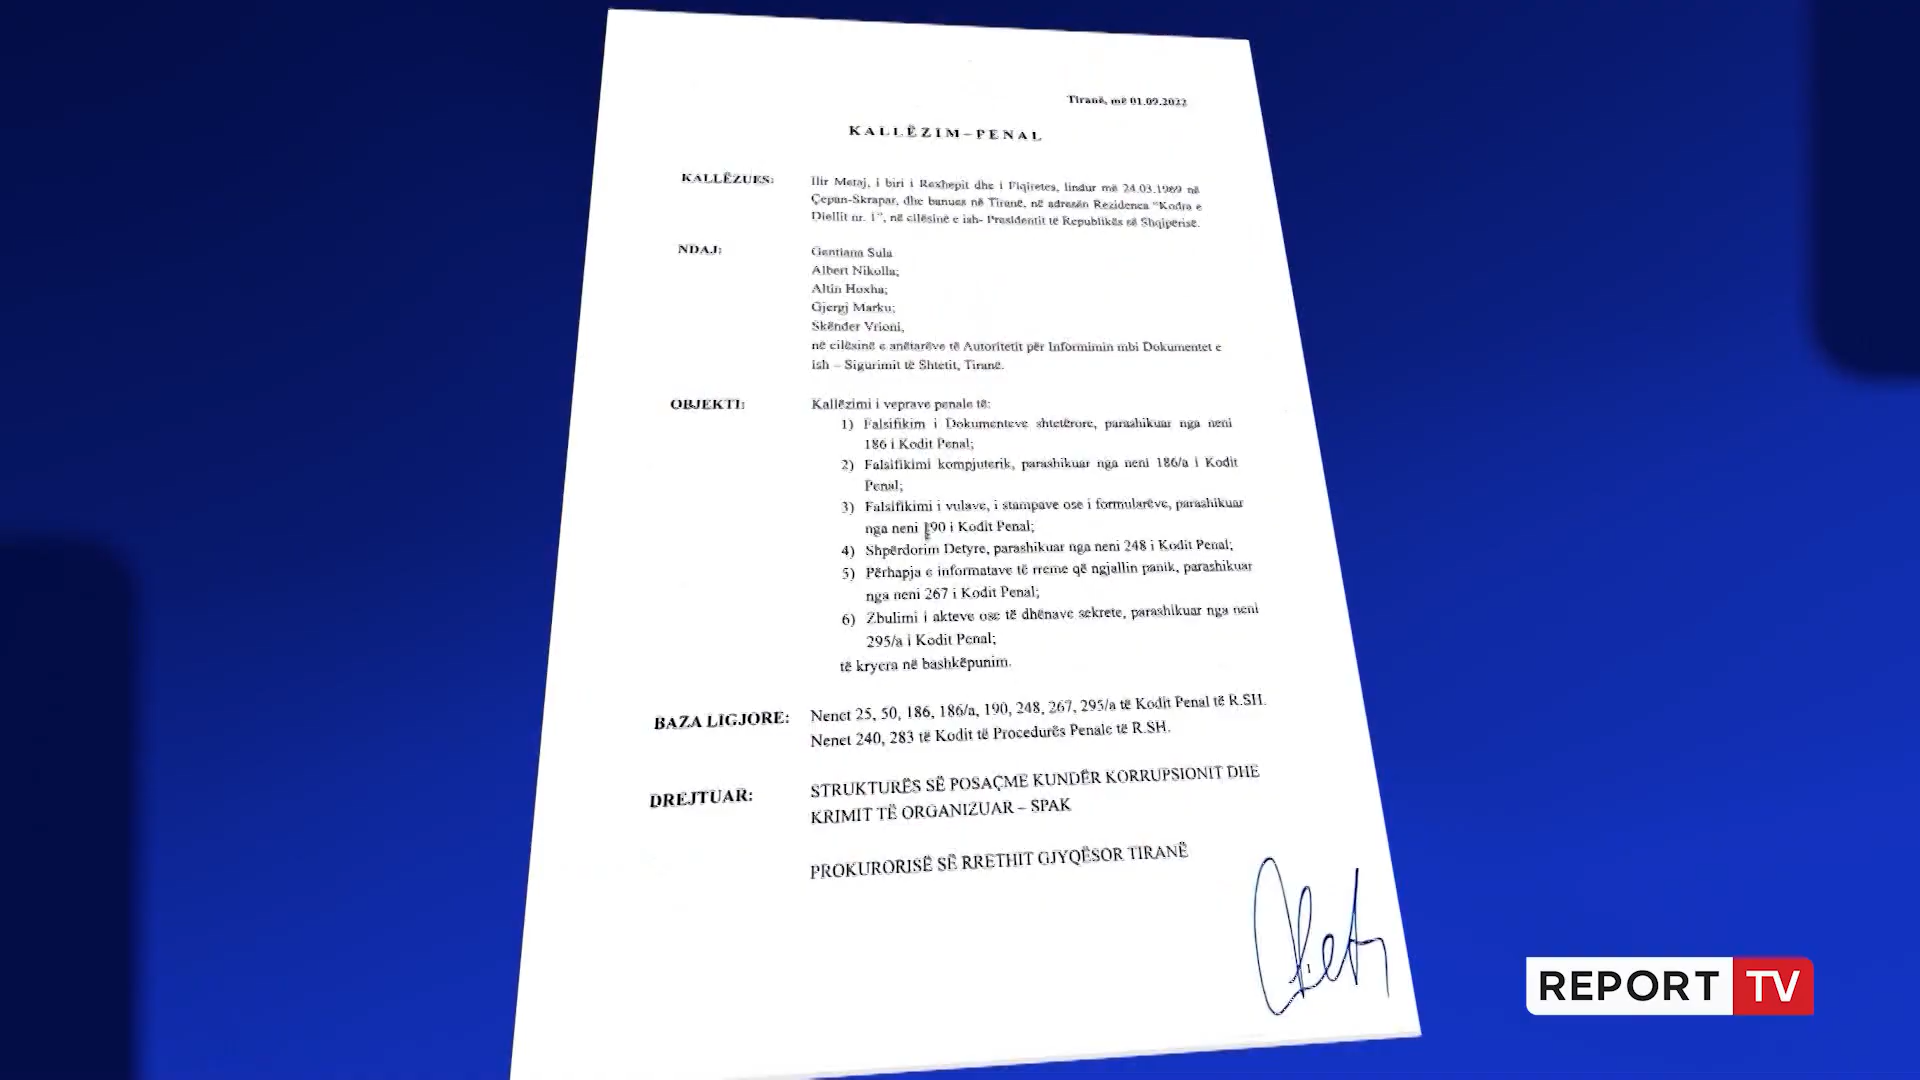 Tiranë, më 01.09.2022
KALLËZIM-PENAL
KALLËZUES: Ilir Metaj, i biri i Rexhepit dhe i Fiqiretes, lindur më 24.03.1969 në
Çepan-Skrapar, dhe banues në Tiranë, në adresën Rezidenca "Kodra e
Diellit nr. 1", në cilësinë e ish- Presidentit të Republikës së Shqipërisë.
NDAJ: Gentiana Sula
Albert Nikolla;
Altin Hoxha;
Gjergj Marku;
Skënder Vrioni,
në cilësinë e anëtarëve të Autoritetit për Informimin mbi Dokumentet e
ish – Sigurimit të Shtetit, Tiranë.
OBJEKTI: Kallëzimi i veprave penale të:
1) Falsifikim i Dokumenteve shtetërore, parashikuar nga neni
186 i Kodit Penal;
2) Falsifikimi kompjuterik, parashikuar nga neni 186/a i Kodit
Penal;
3) Falsifikimi i vulave, i stampave ose i formularëve, parashikuar
nga neni 190 i Kodit Penal;
4) Shpërdorim Detyre, parashikuar nga neni 248 i Kodit Penal;
5) Përhapja e informatave të rreme që ngjallin panik, parashikuar
nga neni 267 i Kodit Penal;
6) Zbulimi i akteve ose të dhënave sekrete, parashikuar nga neni
295/a i Kodit Penal;
të kryera në bashkëpunim.
BAZA LIGJORE: Nenet 25, 50, 186, 186/a, 190, 248, 267, 295/a të Kodit Penal të R.SH.
Nenet 240, 283 të Kodit të Procedurës Penale të R.SH.
DREJTUAR: STRUKTURËS SË POSAÇME KUNDËR KORRUPSIONIT DHE
KRIMIT TË ORGANIZUAR – SPAK
PROKURORISË SË RRETHIT GJYQËSOR TIRANË
1
REPORT TV